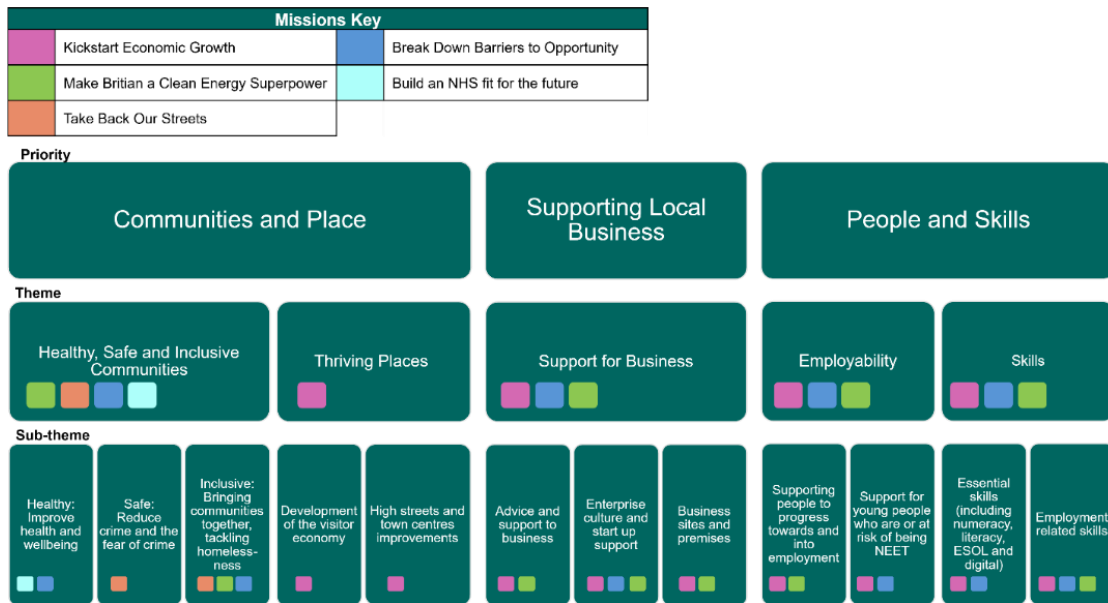 Missions Key
Kickstart Economic Growth
Break Down Barriers to Opportunity
Make Britian a Clean Energy Superpower
Build an NHS fit for the future
Take Back Our Streets
Priority
Communities and Place
Supporting Local
Business
People and Skills
Theme
Healthy, Safe and Inclusive
Communities
Thriving Places
Support for Business
Employability
Skills
Sub-theme
Healthy:
Improve
health and
wellbeing
Safe:
Reduce
crime and the
fear of crime
Inclusive:
Bringing
communities
together,
tackling
homeless-
ness
Development
of the visitor
economy
High streets and
town centres
improvements
Advice and
support to
business
Enterprise
culture and
start up
support
Business
sites and
premises
Supporting
people to
progress
towards and
into
employment
Support for
young people
who are or at
risk of being
NEET
Essential
skills
(including
numeracy,
literacy,
ESOL and
digital)
Employment
related skills